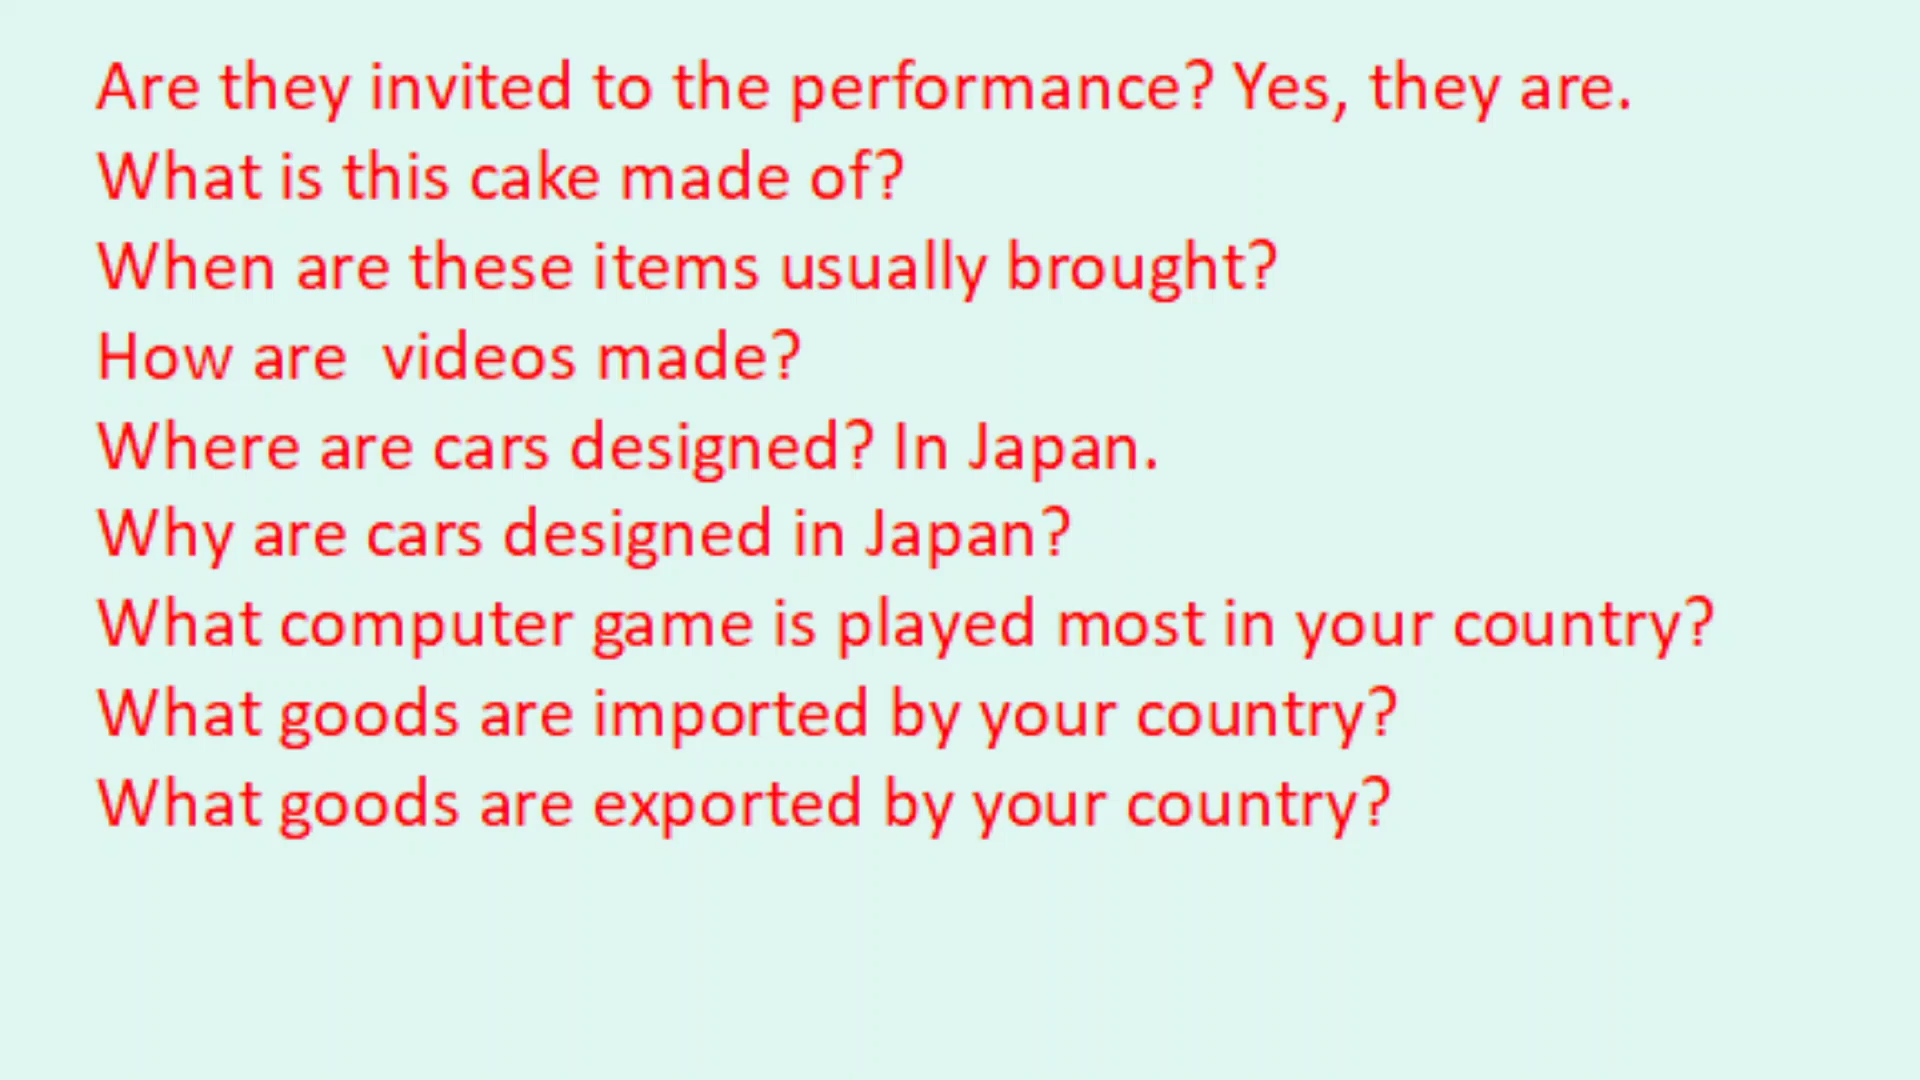 Are they invited to the performance? Yes, they are.
What is this cake made of?
When are these items usually brought?
How are  videos made?
Where are cars designed? In Japan.
Why are cars designed in Japan?
What computer game is played most in your country?
What goods are imported by your country?
What goods are exported by your country?